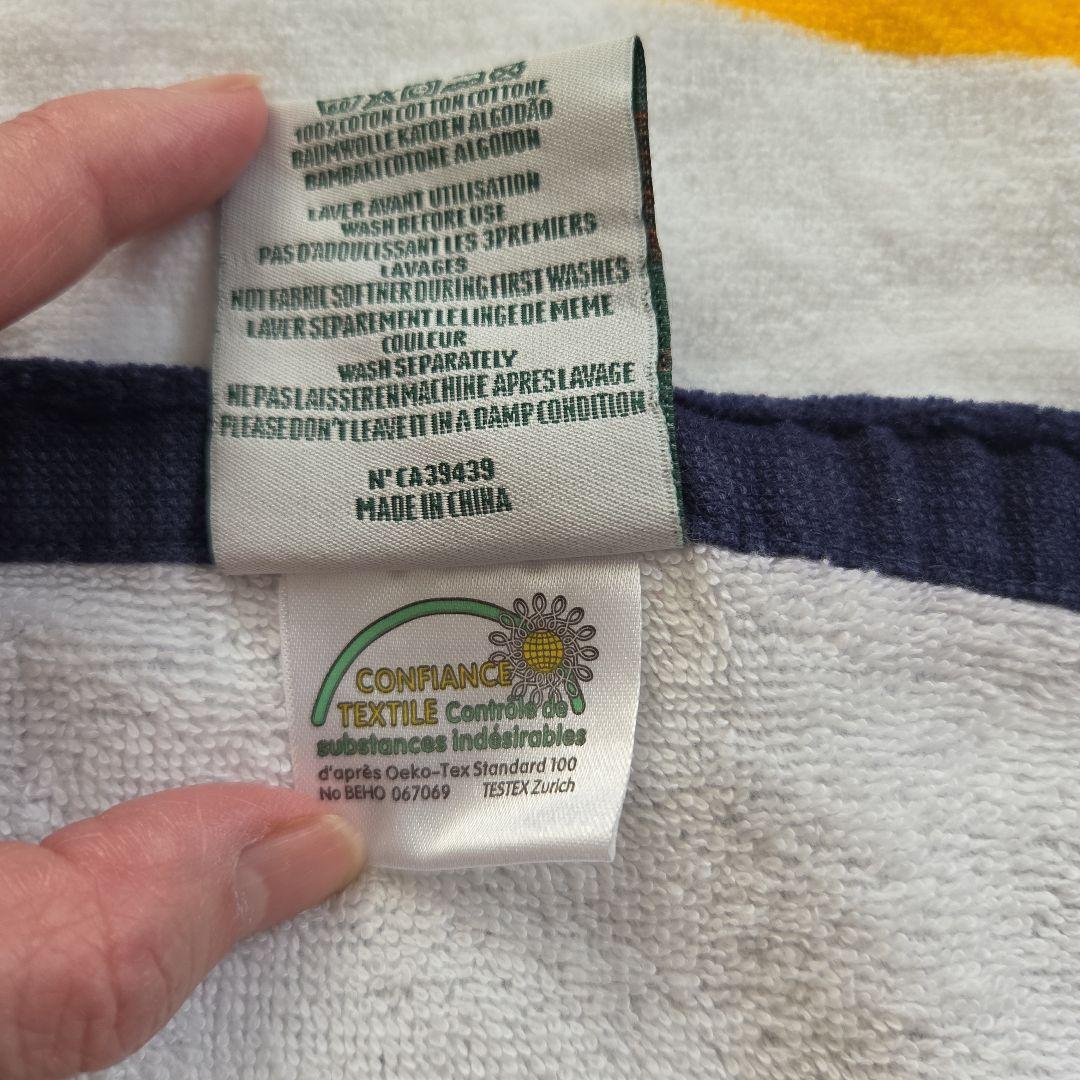 100% COTON COTTON COTTONE
BAUMWOLLE KATOEN ALGODÃO
BAMBAKI COTONE ALGODON
LAVER AVANT UTILISATION
WASH BEFORE USE
PAS D'ADOUCISSANT LES 3 PREMIERS
LAVAGES
NOT FABRIC SOFTNER DURING FIRST WASHES
LAVER SEPAREMENT LE LINGE DE MEME
COULEUR
WASH SEPARATELY
NE PAS LAISSER EN MACHINE APRES LAVAGE
PLEASE DON'T LEAVE IT IN A DAMP CONDITION
N° CA39439
MADE IN CHINA
CONFIANCE
TEXTILE Contrôle de
substances indésirables
d'après Oeko-Tex Standard 100
No BEHO 067069 TESTEX Zurich